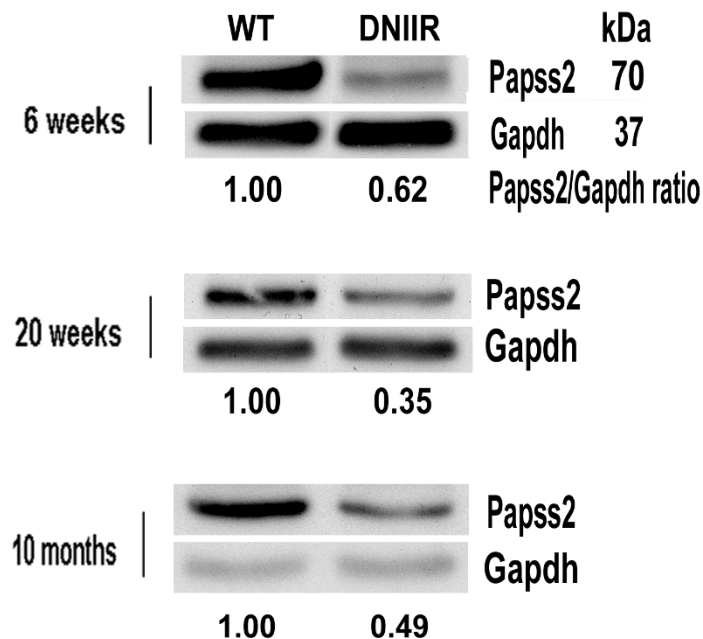 WT DNIIR kDa
Papss2 70
6 weeks
Gapdh 37
1.00 0.62 Papss2/Gapdh ratio
Papss2
20 weeks
Gapdh
1.00 0.35
Papss2
10 months
Gapdh
1.00 0.49